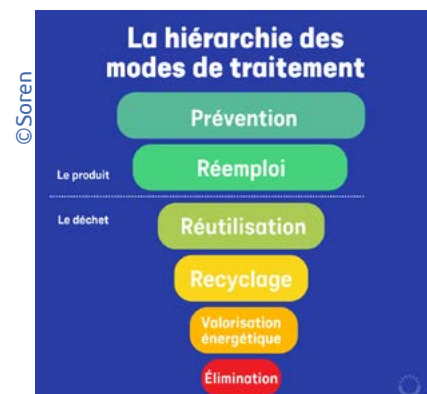 ©Soren
La hiérarchie des
modes de traitement
Prévention
Réemploi
Le produit
Le déchet
Réutilisation
Recyclage
Valorisation
énergétique
Élimination